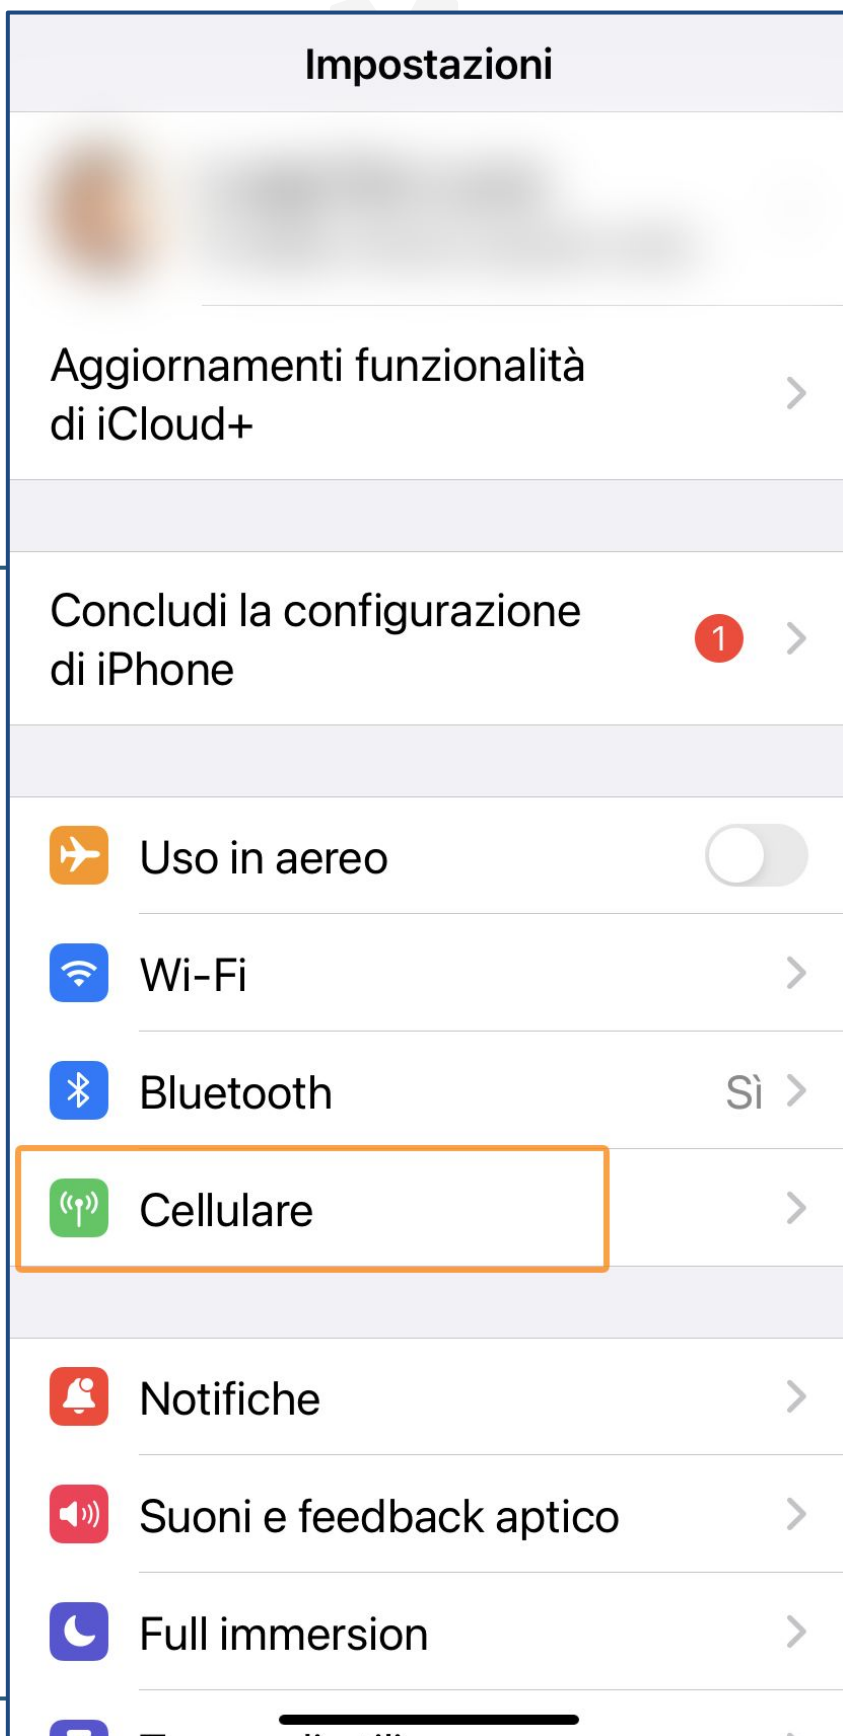 Impostazioni
Aggiornamenti funzionalità
di iCloud+
Concludi la configurazione
di iPhone
1
Uso in aereo
Wi-Fi
Bluetooth
Sì
Cellulare
Notifiche
Suoni e feedback aptico
Full immersion